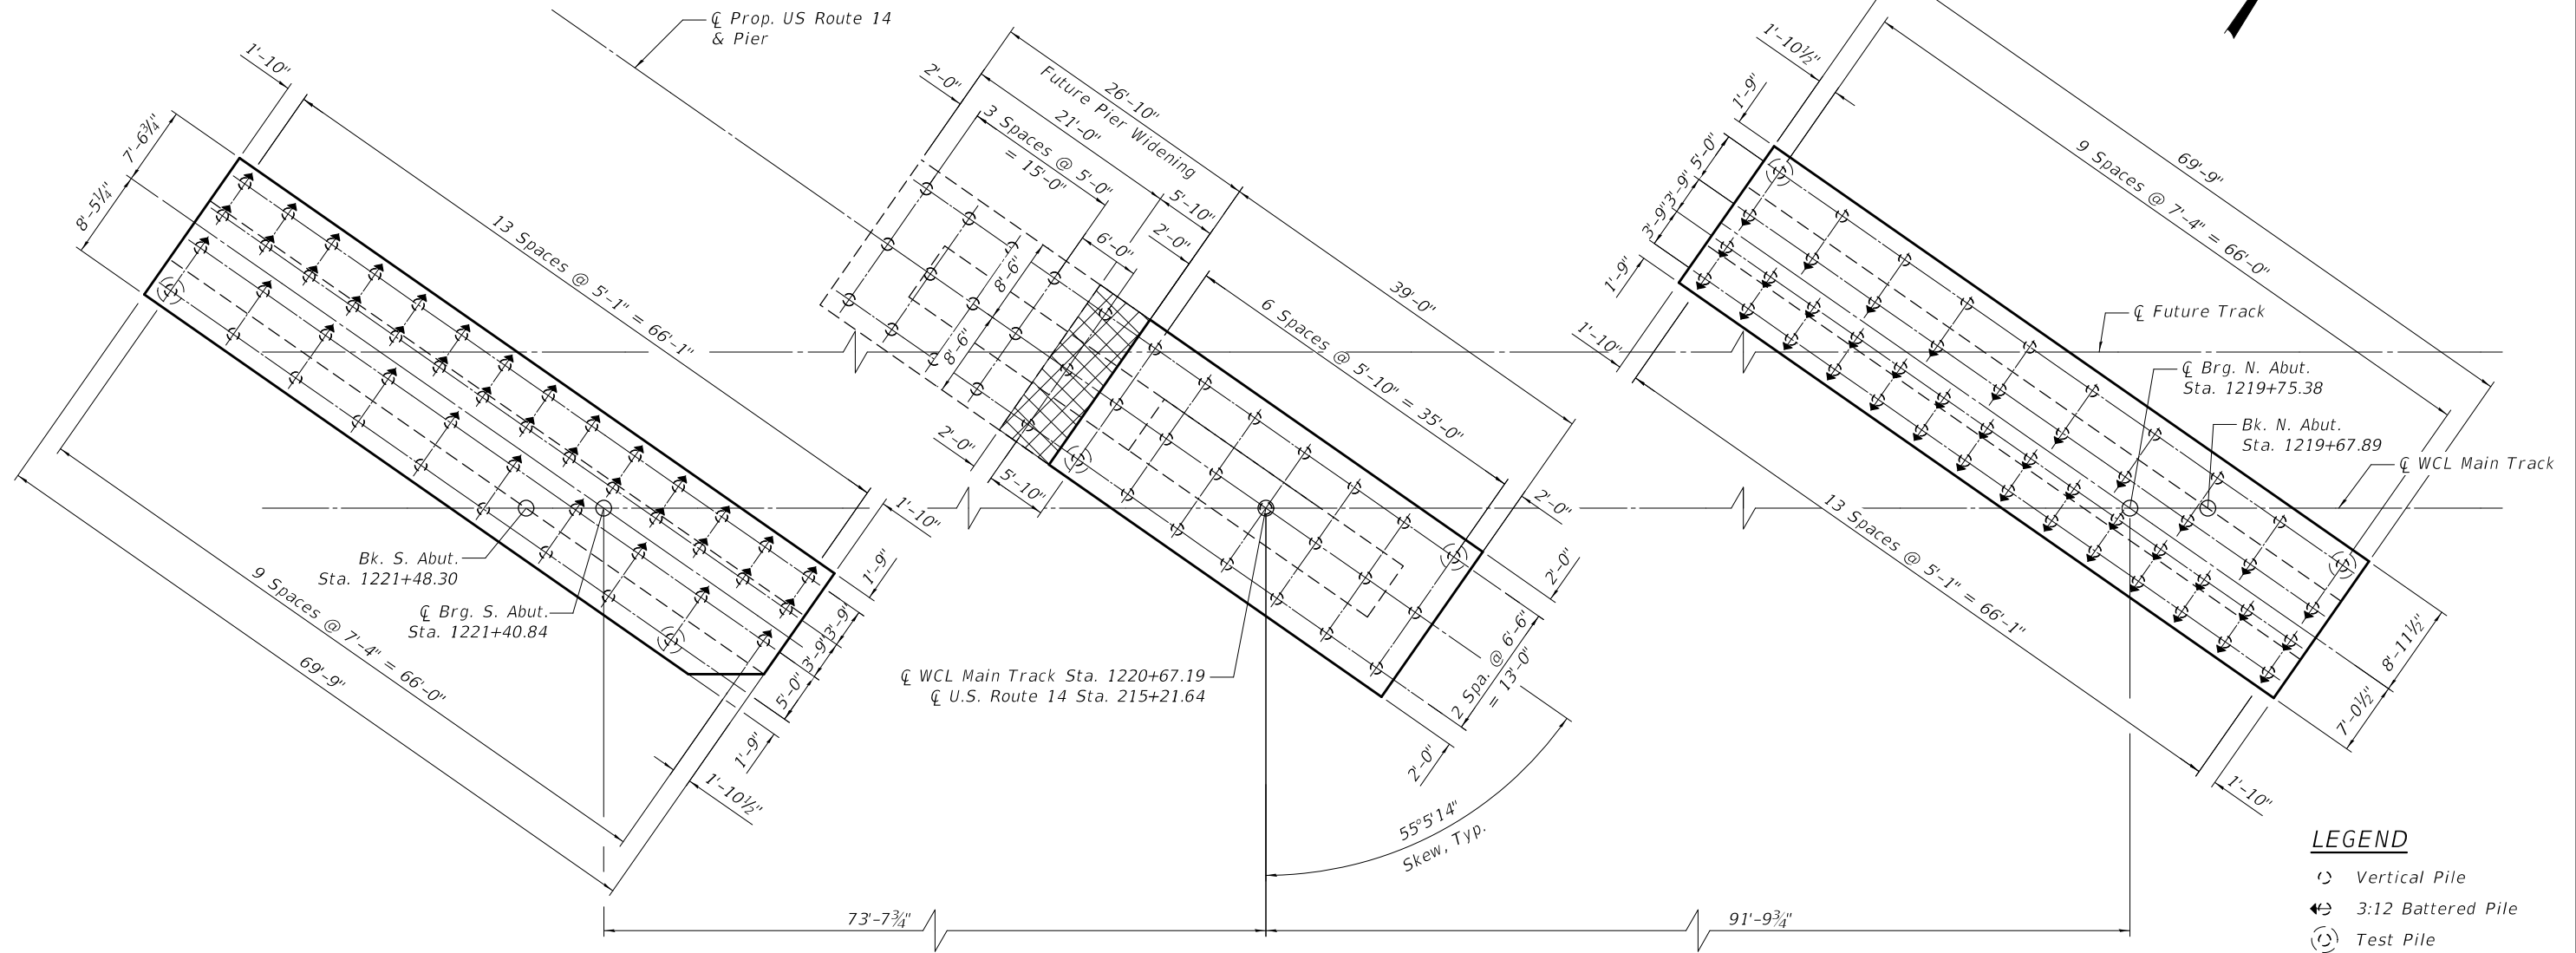 ℄ Prop. US Route 14
& Pier
1'-10"
7'-6¾"
8'-5¼"
13 Spaces @ 5'-1" = 66'-1"
1'-10"
1'-9"
3'-9"
3'-9"
5'-0"
1'-9"
1'-10½"
Bk. S. Abut.
Sta. 1221+48.30
℄ Brg. S. Abut.
Sta. 1221+40.84
9 Spaces @ 7'-4" = 66'-0"
69'-9"
26'-10"
Future Pier Widening
2'-0"
21'-0"
3 Spaces @ 5'-0"
= 15'-0"
5'-10"
2'-0"
6'-0"
8'-6"
8'-6"
39'-0"
6 Spaces @ 5'-10" = 35'-0"
2'-0"
5'-10"
2'-0"
2'-0"
2 Spa. @ 6'-6"
= 13'-0"
2'-0"
℄ WCL Main Track Sta. 1220+67.19
℄ U.S. Route 14 Sta. 215+21.64
55°5'14"
Skew, Typ.
73'-7¾"
91'-9¾"
1'-10½"
1'-9"
5'-0"
3'-9"
3'-9"
1'-9"
1'-10"
69'-9"
9 Spaces @ 7'-4" = 66'-0"
℄ Future Track
℄ Brg. N. Abut.
Sta. 1219+75.38
Bk. N. Abut.
Sta. 1219+67.89
℄ WCL Main Track
13 Spaces @ 5'-1" = 66'-1"
8'-11½"
7'-0½"
1'-10"
LEGEND
Vertical Pile
3:12 Battered Pile
Test Pile